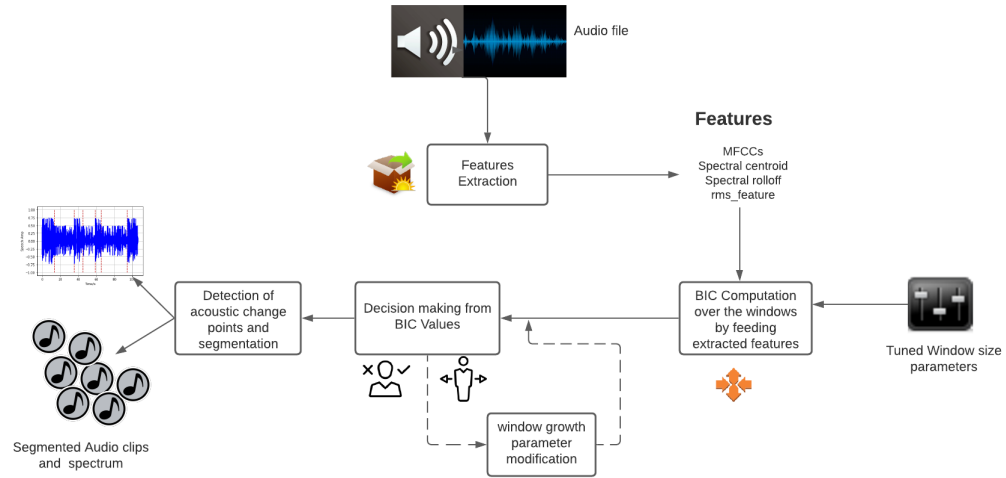 Audio file
Features
MFCCs
Spectral centroid
Spectral rolloff
rms_feature
Features
Extraction
Detection of
acoustic change
points and
segmentation
Decision making from
BIC Values
BIC Computation
over the windows
by feeding
extracted features
Tuned Window size
parameters
window growth
parameter
modification
Segmented Audio clips
and spectrum